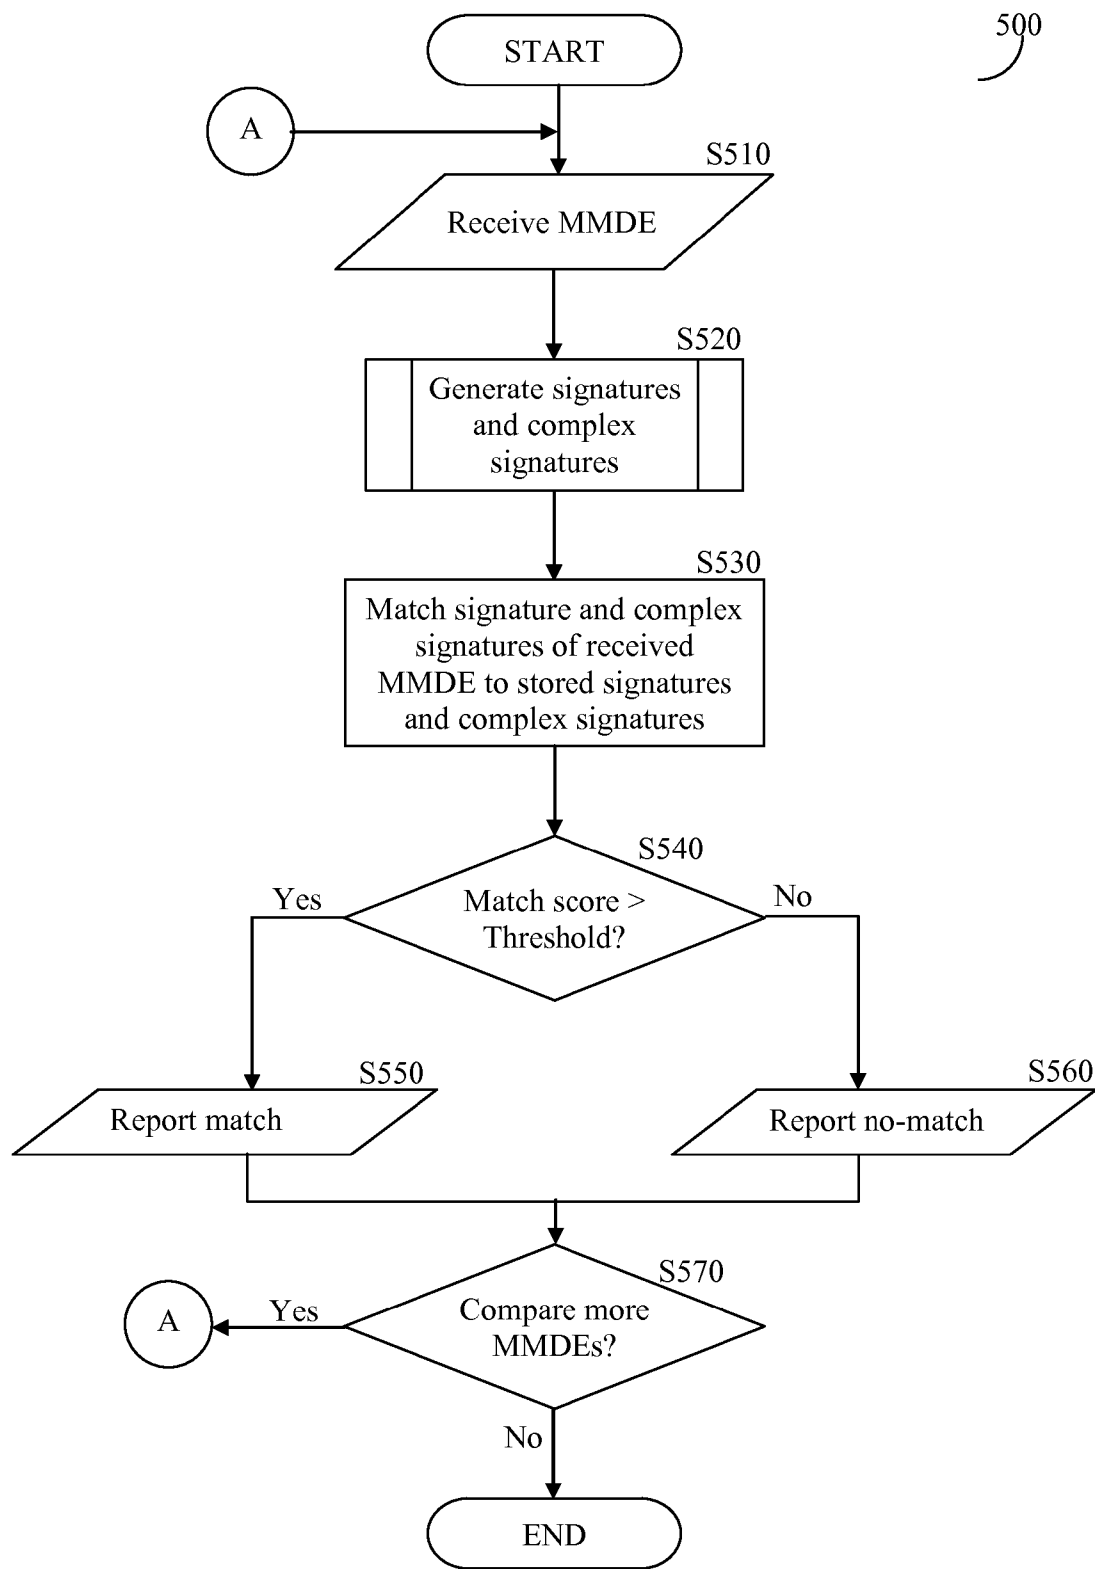 500
START
A
S510
Receive MMDE
S520
Generate signatures
and complex
signatures
S530
Match signature and complex
signatures of received
MMDE to stored signatures
and complex signatures
S540
Yes
No
Match score >
Threshold?
S550
Report match
S560
Report no-match
S570
A
Yes
Compare more
MMDEs?
No
END